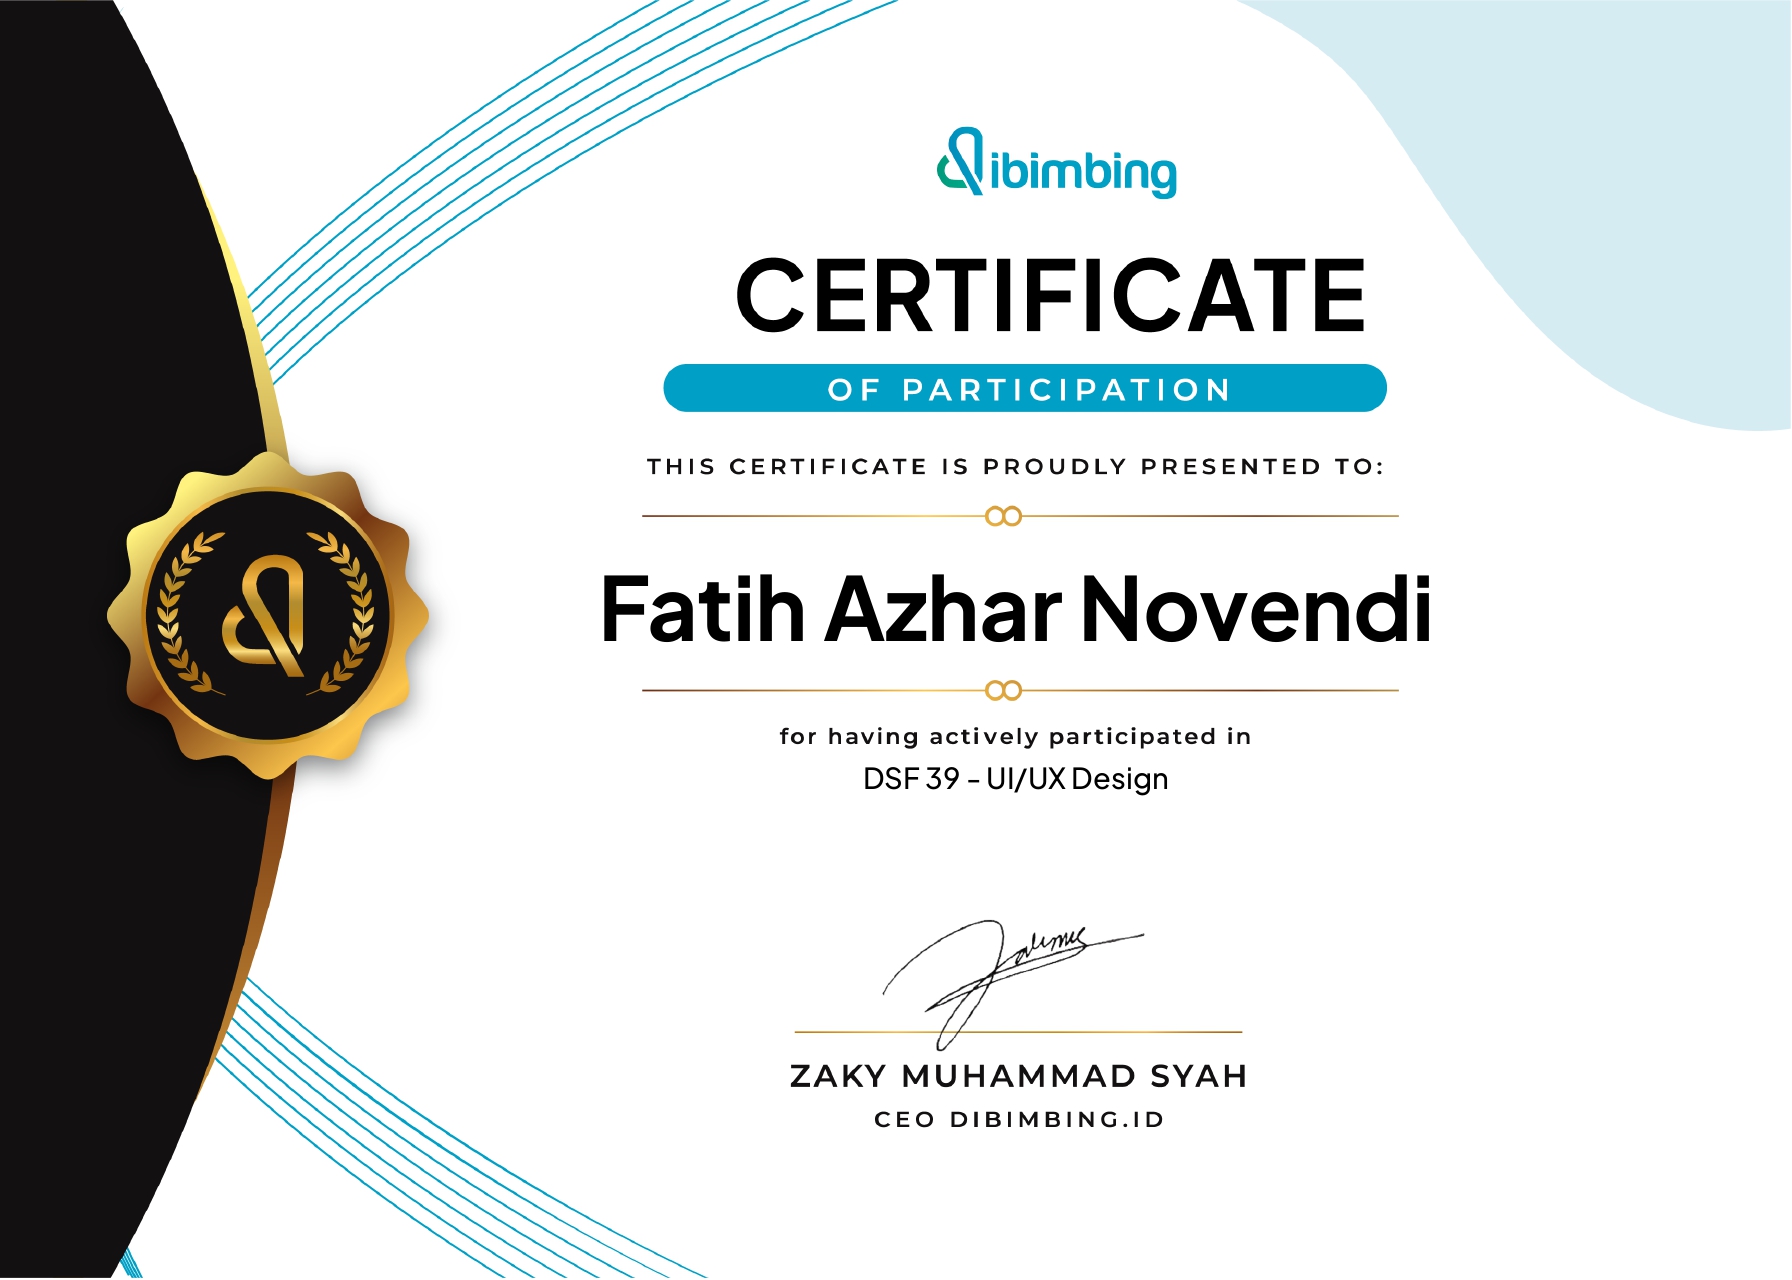 dibimbing
CERTIFICATE
OF PARTICIPATION
THIS CERTIFICATE IS PROUDLY PRESENTED TO:
Fatih Azhar Novendi
for having actively participated in
DSF 39 - UI/UX Design
ZAKY MUHAMMAD SYAH
CEO DIBIMBING.ID